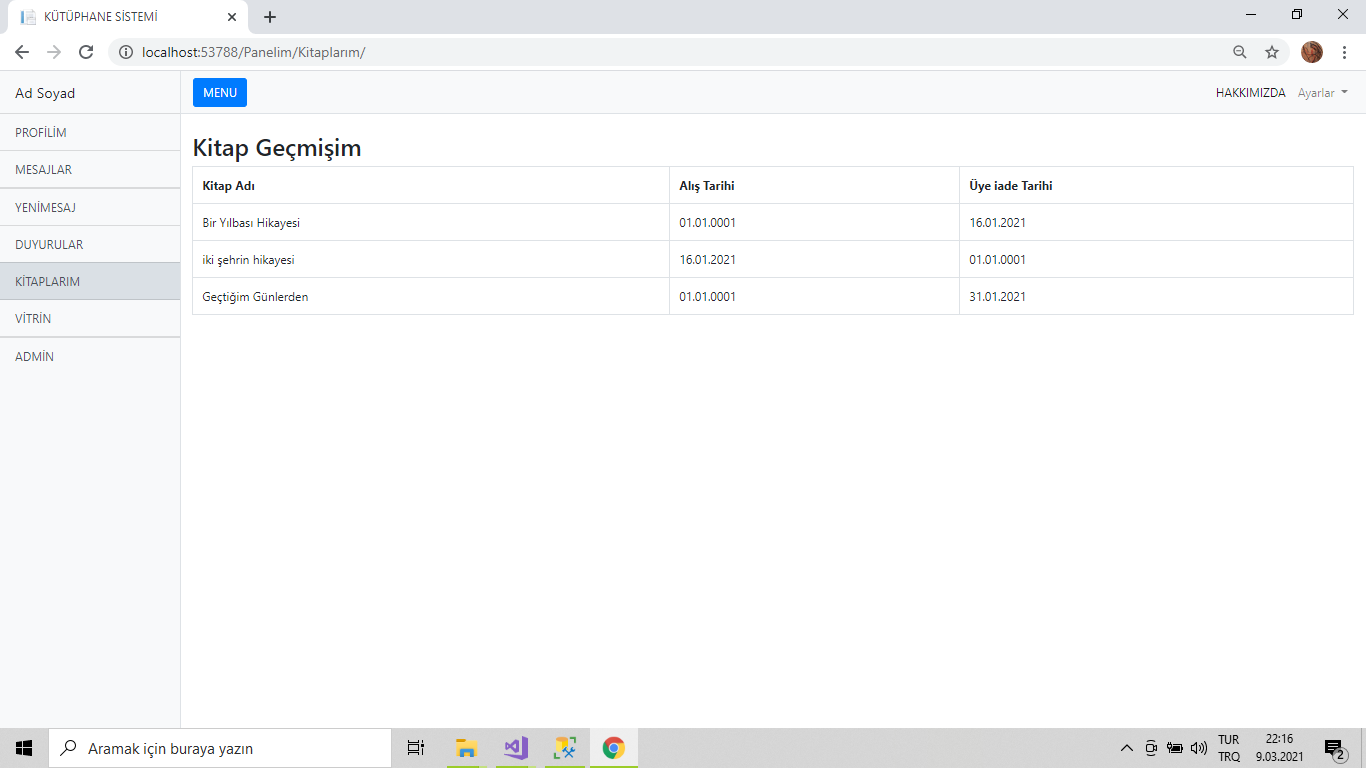 KÜTÜPHANE SİSTEMİ
localhost:53788/Panelim/Kitaplarım/
Ad Soyad
MENU
HAKKIMIZDA Ayarlar
PROFİLİM
MESAJLAR
YENİMESAJ
DUYURULAR
KİTAPLARIM
VİTRİN
ADMİN
Kitap Geçmişim
Kitap Adı Alış Tarihi Üye iade Tarihi
Bir Yılbası Hikayesi 01.01.0001 16.01.2021
iki şehrin hikayesi 16.01.2021 01.01.0001
Geçtiğim Günlerden 01.01.0001 31.01.2021
Aramak için buraya yazın
TUR 22:16
TRQ 9.03.2021
2